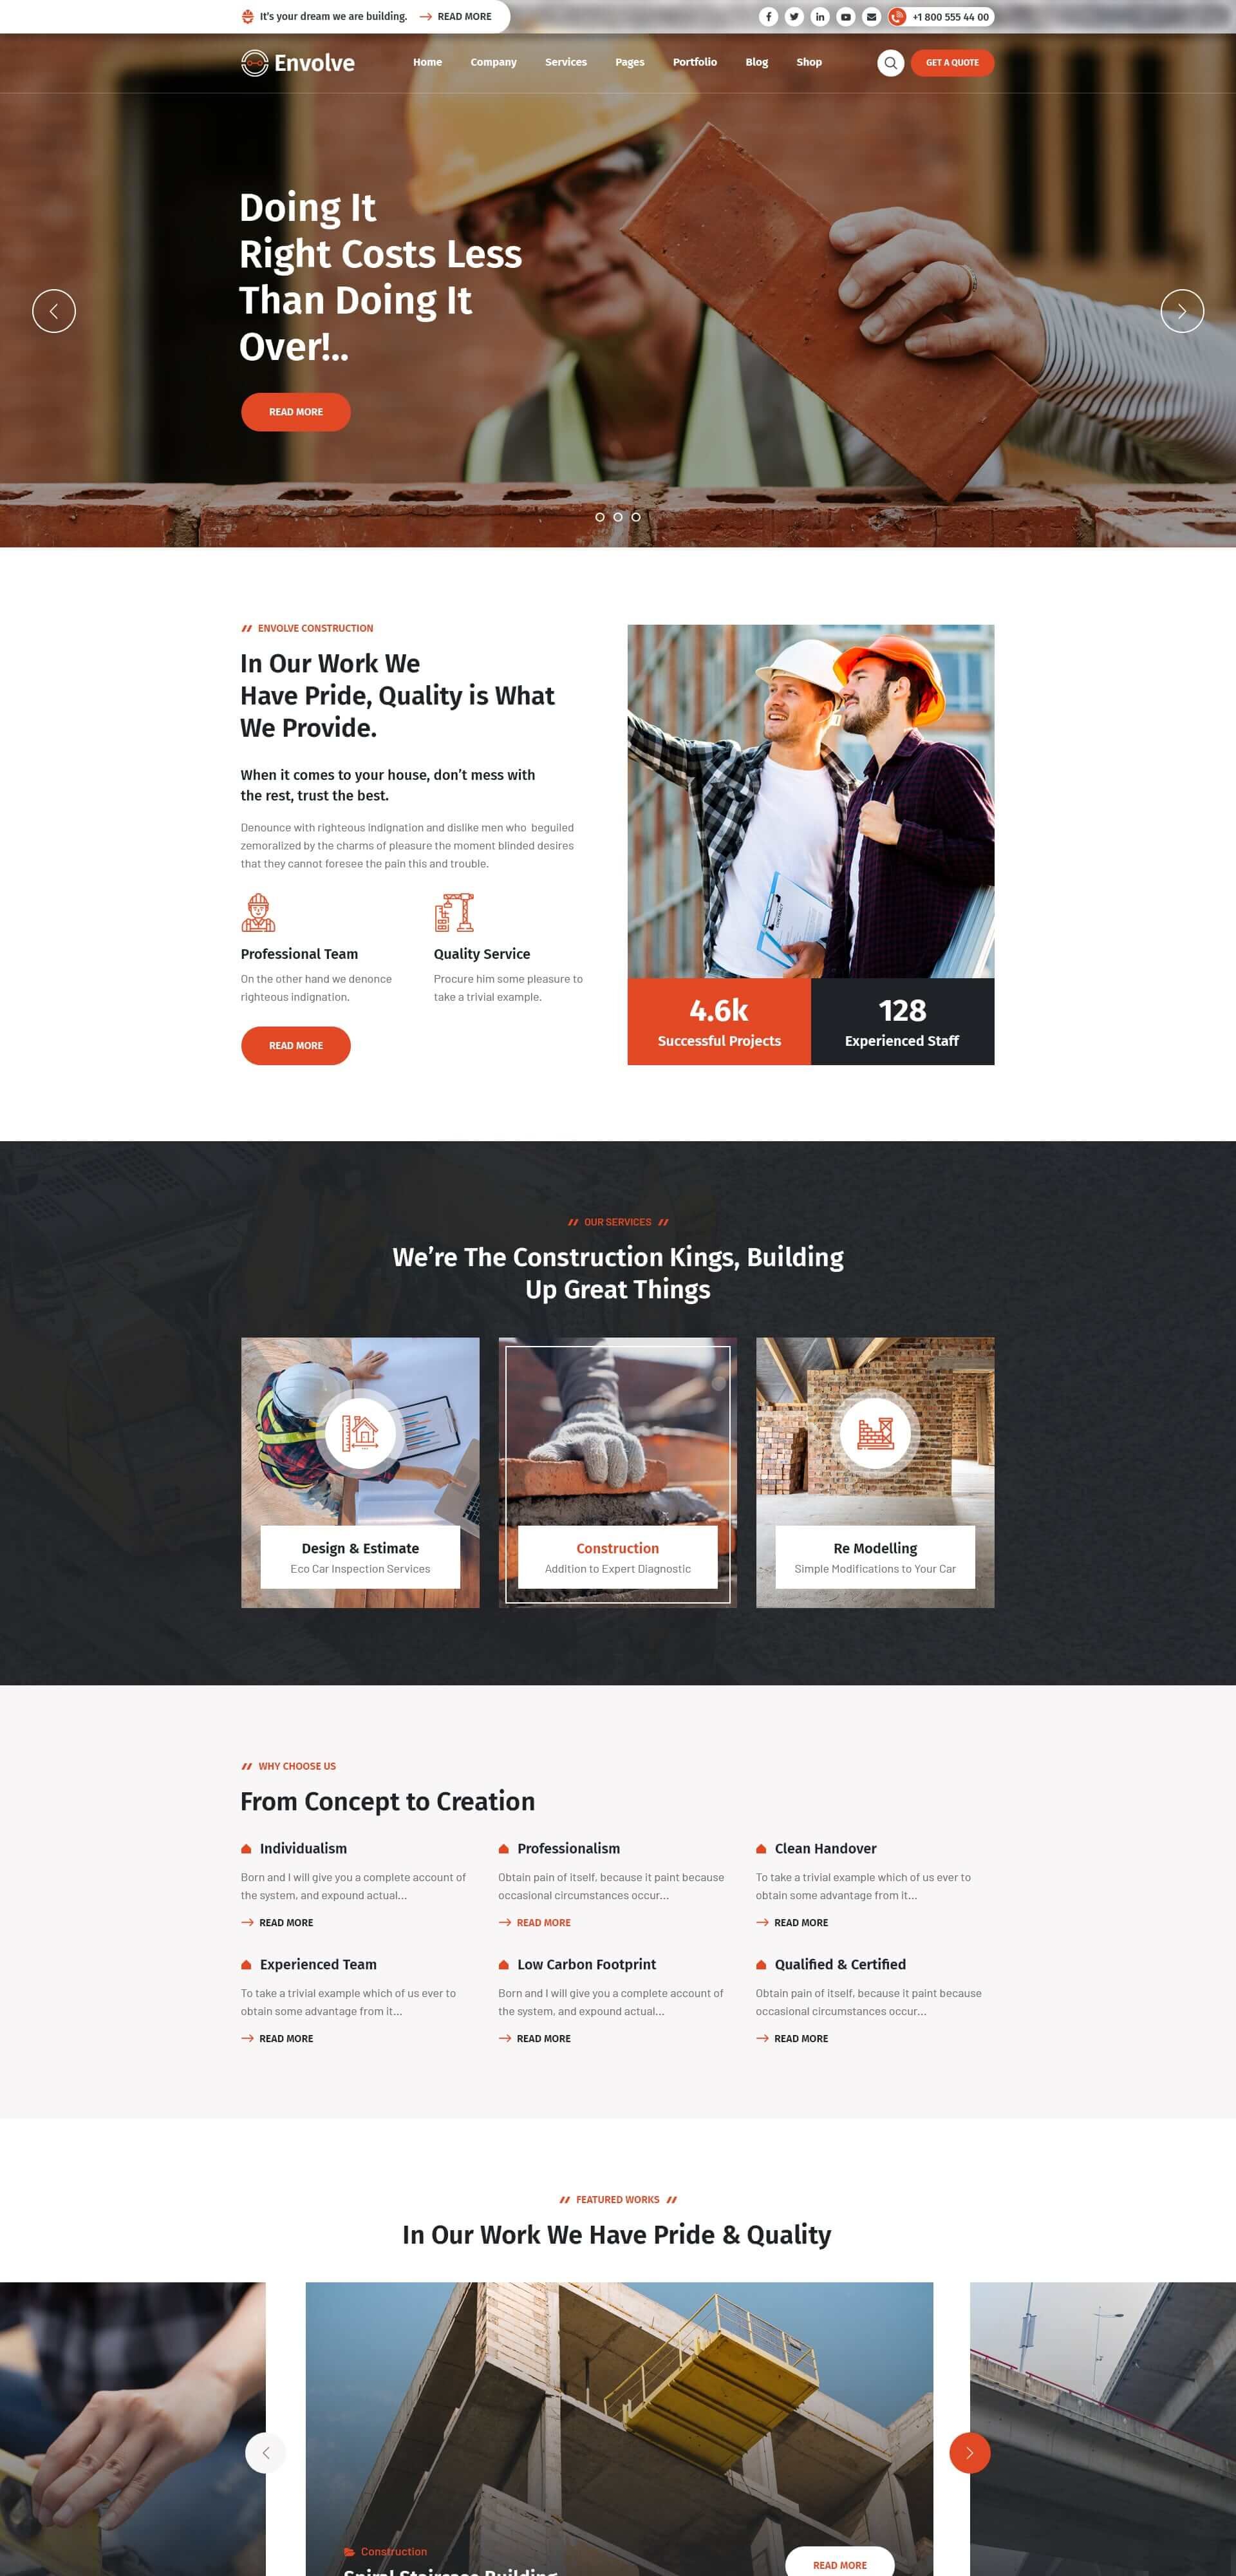 It's your dream we are building. READ MORE
+1 800 555 44 00
Envolve
Home Company Services Pages Portfolio Blog Shop
GET A QUOTE
Doing It
Right Costs Less
Than Doing It
Over!..
READ MORE
ENVOLVE CONSTRUCTION
In Our Work We
Have Pride, Quality is What
We Provide.
When it comes to your house, don't mess with
the rest, trust the best.
Denounce with righteous indignation and dislike men who beguiled
zemoralized by the charms of pleasure the moment blinded desires
that they cannot foresee the pain this and trouble.
Professional Team
On the other hand we denonce
righteous indignation.
Quality Service
Procure him some pleasure to
take a trivial example.
READ MORE
4.6k
Successful Projects
128
Experienced Staff
OUR SERVICES
We're The Construction Kings, Building
Up Great Things
Design & Estimate
Eco Car Inspection Services
Construction
Addition to Expert Diagnostic
Re Modelling
Simple Modifications to Your Car
WHY CHOOSE US
From Concept to Creation
Individualism
Born and I will give you a complete account of
the system, and expound actual...
READ MORE
Professionalism
Obtain pain of itself, because it paint because
occasional circumstances occur...
READ MORE
Clean Handover
To take a trivial example which of us ever to
obtain some advantage from it...
READ MORE
Experienced Team
To take a trivial example which of us ever to
obtain some advantage from it...
READ MORE
Low Carbon Footprint
Born and I will give you a complete account of
the system, and expound actual...
READ MORE
Qualified & Certified
Obtain pain of itself, because it paint because
occasional circumstances occur...
READ MORE
FEATURED WORKS
In Our Work We Have Pride & Quality
Construction
Spiral Staircase Building
READ MORE